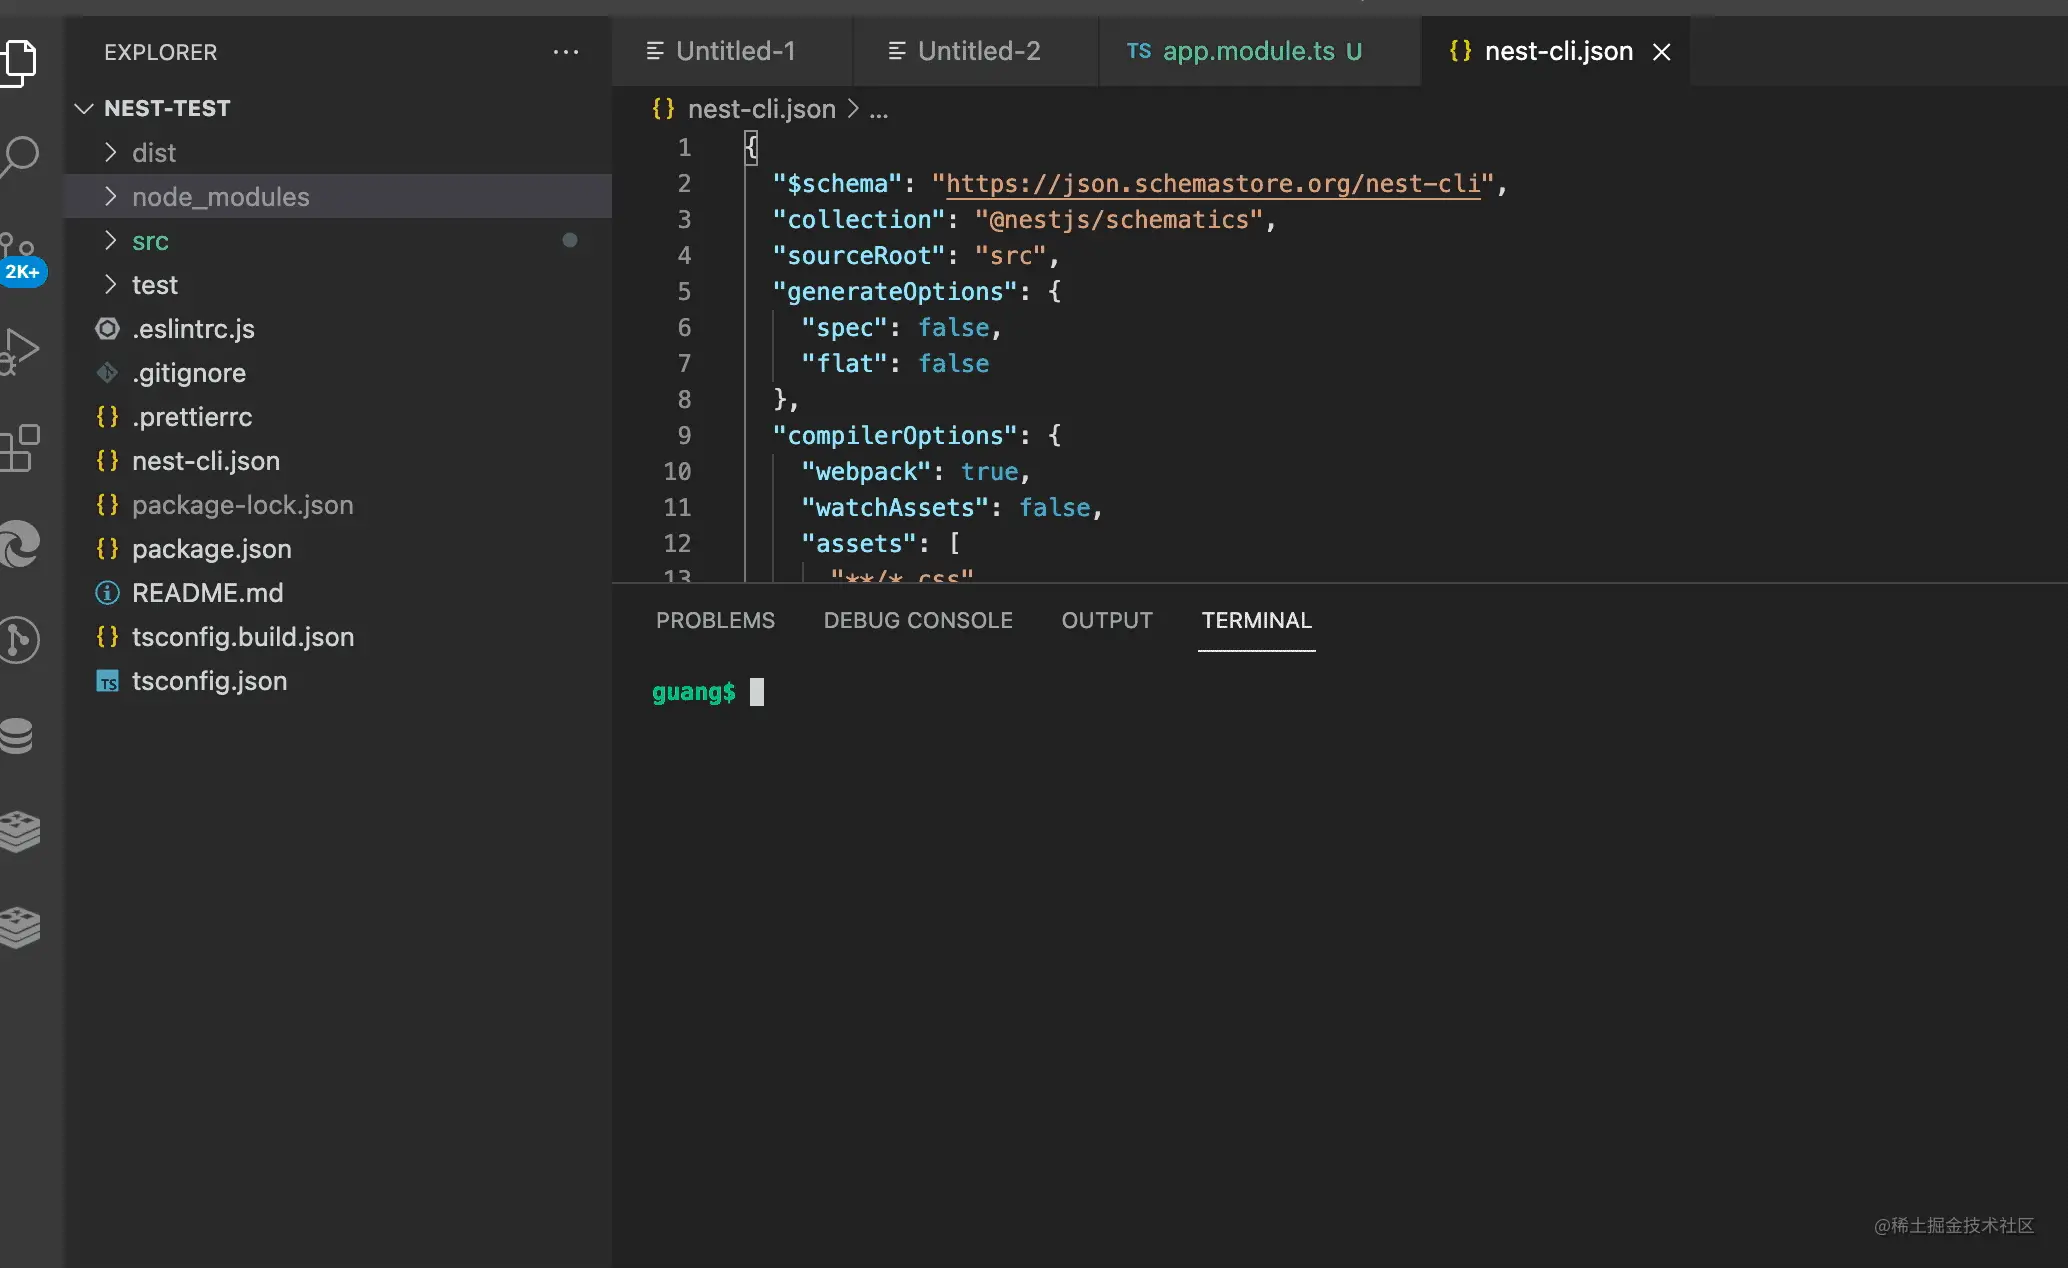 EXPLORER
NEST-TEST
dist
node_modules
src
test
.eslintrc.js
.gitignore
.prettierrc
nest-cli.json
package-lock.json
package.json
README.md
tsconfig.build.json
TS tsconfig.json
2K+
Untitled-1
Untitled-2
TS app.module.ts U
{} nest-cli.json
{} nest-cli.json > ...
1 {
2 "$schema": "https://json.schemastore.org/nest-cli",
3 "collection": "@nestjs/schematics",
4 "sourceRoot": "src",
5 "generateOptions": {
6 "spec": false,
7 "flat": false
8 },
9 "compilerOptions": {
10 "webpack": true,
11 "watchAssets": false,
12 "assets": [
13 "**/*.css"
PROBLEMS DEBUG CONSOLE OUTPUT TERMINAL
guang$
@稀土掘金技术社区